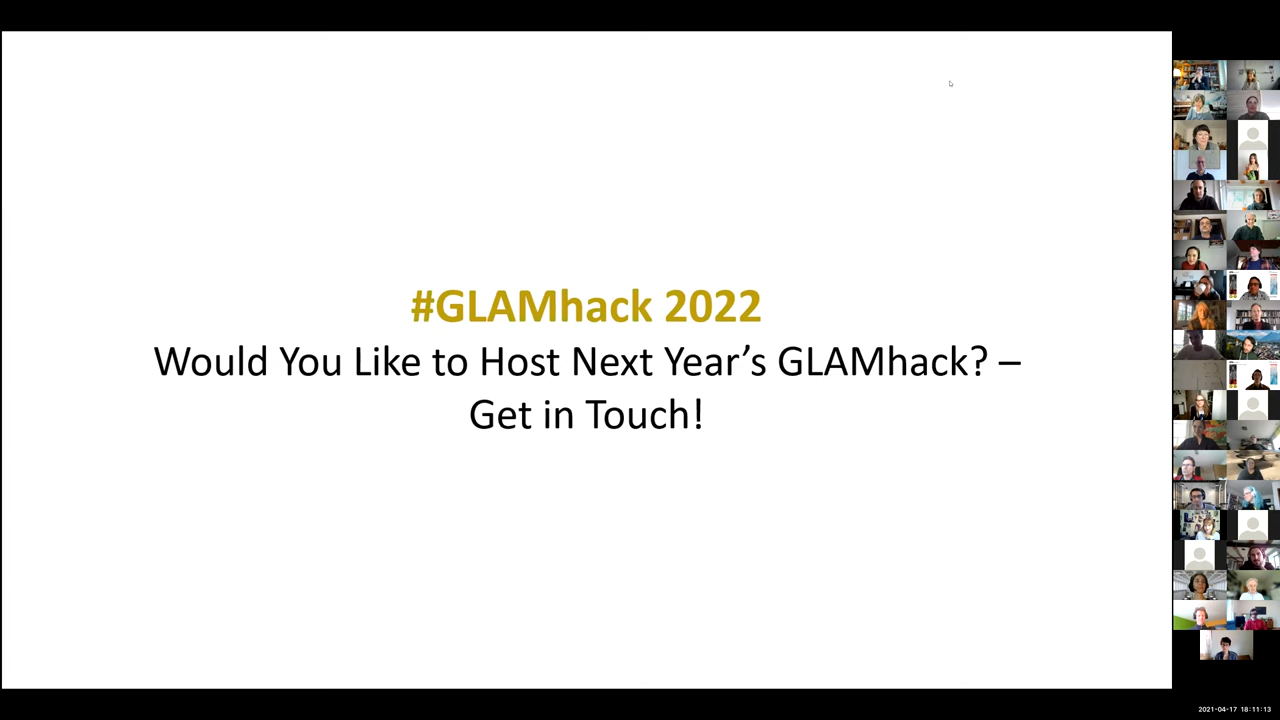 #GLAMhack 2022
Would You Like to Host Next Year’s GLAMhack? –
Get in Touch!
2021-04-17 18:11:13